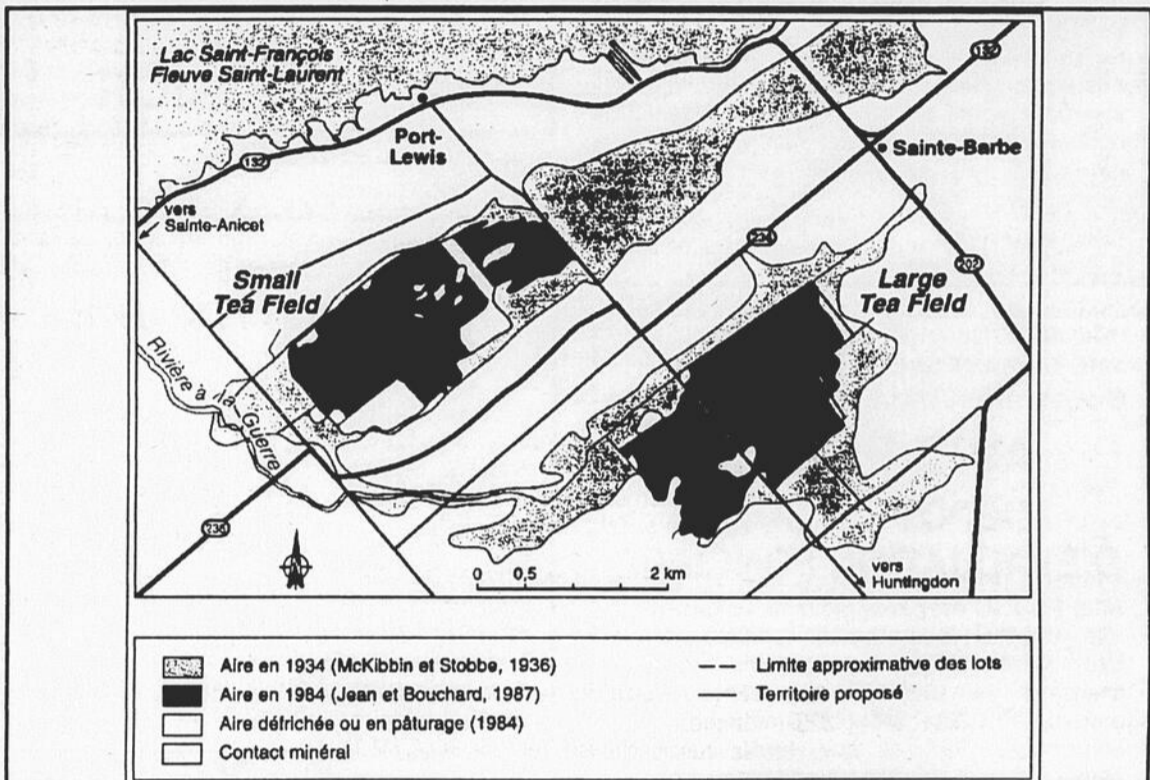 Lac Saint-François
Fleuve Saint-Laurent
132
Port-
Lewis
132
Sainte-Barbe
vers
Sainte-Anicet
Small
Tea Field
236
Large
Tea Field
202
Rivière à la Guerre
236
0 0,5 2 km
vers
Huntingdon
Aire en 1934 (McKibbin et Stobbe, 1936)
Aire en 1984 (Jean et Bouchard, 1987)
Aire défrichée ou en pâturage (1984)
Contact minéral
Limite approximative des lots
Territoire proposé